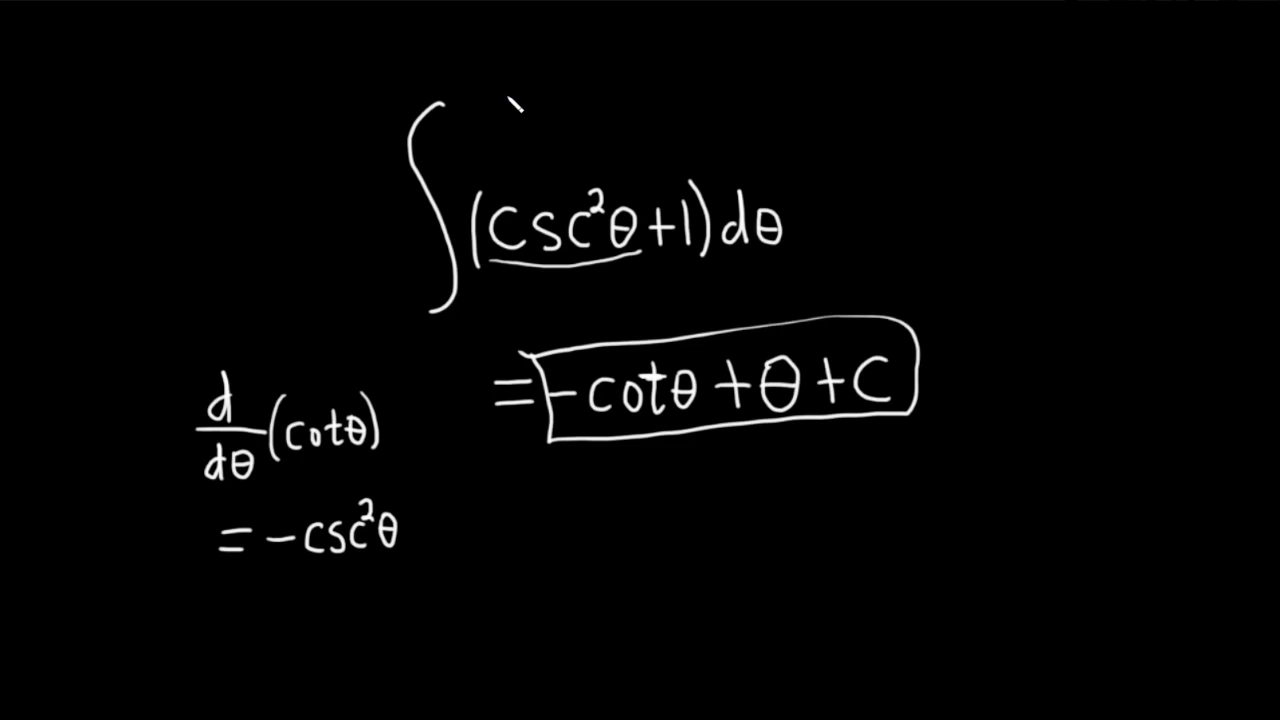 ∫(csc²θ+1)dθ
= -cotθ + θ + C
d/dθ (cotθ)
= -csc²θ